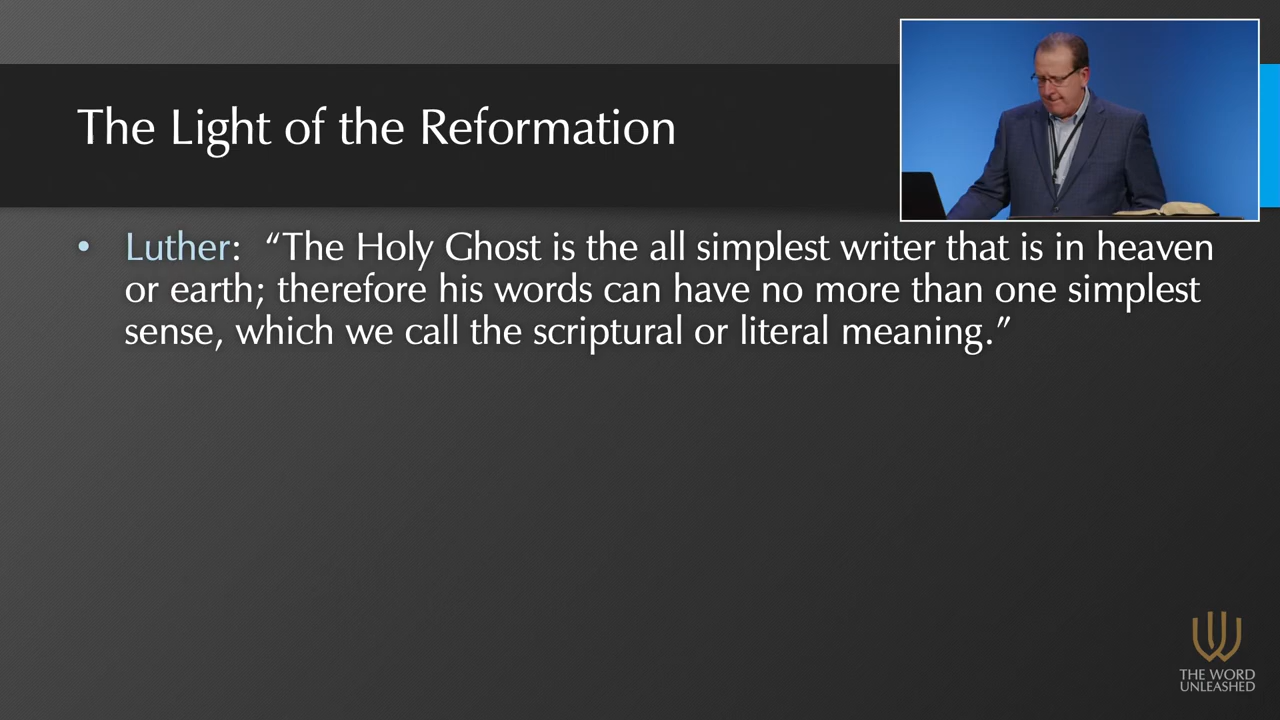 The Light of the Reformation
• Luther: “The Holy Ghost is the all simplest writer that is in heaven
or earth; therefore his words can have no more than one simplest
sense, which we call the scriptural or literal meaning.”
THE WORD
UNLEASHED